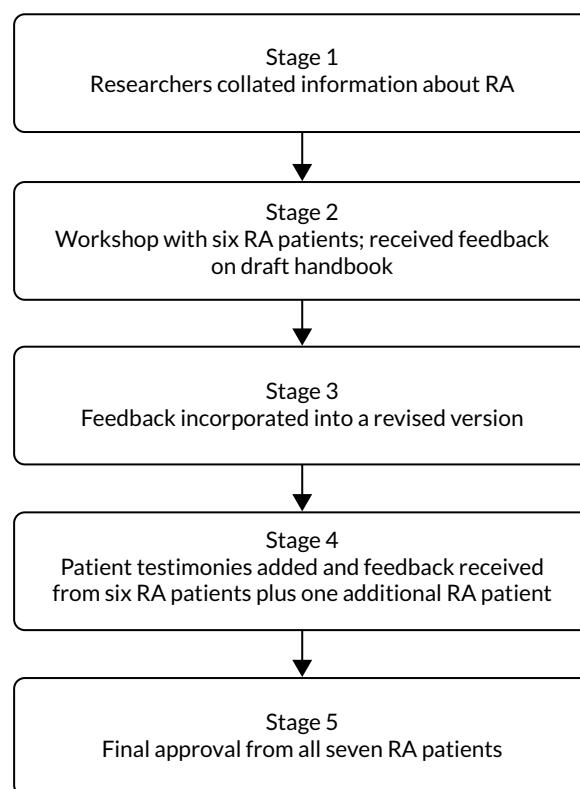 Stage 1
Researchers collated information about RA
Stage 2
Workshop with six RA patients; received feedback
on draft handbook
Stage 3
Feedback incorporated into a revised version
Stage 4
Patient testimonies added and feedback received
from six RA patients plus one additional RA patient
Stage 5
Final approval from all seven RA patients